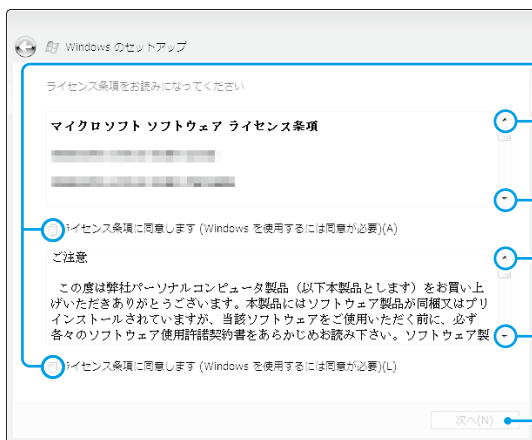 Windows のセットアップ
ライセンス条項をお読みになってください
マイクロソフト ソフトウェア ライセンス条項
ライセンス条項に同意します (Windows を使用するには同意が必要)(A)
ご注意
この度は弊社パーソナルコンピュータ製品（以下本製品とします）をお買い上
げいただきありがとうございます。本製品にはソフトウェア製品が同梱又はプリ
インストールされていますが、当該ソフトウェアをご使用いただく前に、必ず
各々のソフトウェア使用許諾契約書をあらかじめお読み下さい。ソフトウェア製
ライセンス条項に同意します (Windows を使用するには同意が必要)(L)
次へ(N)